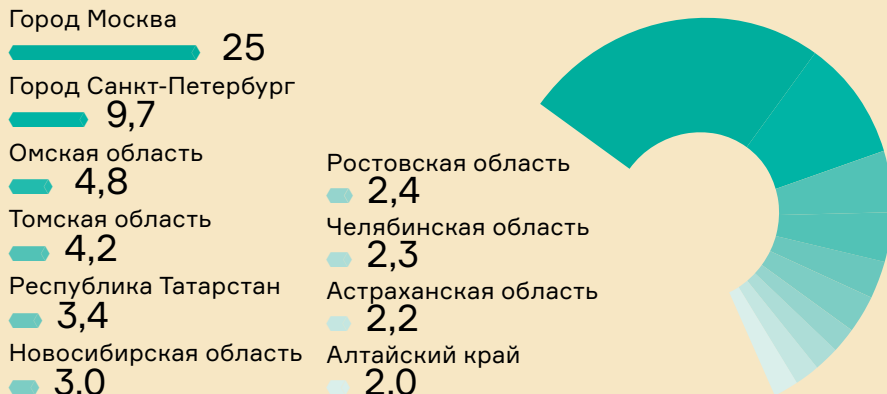 Город Москва
25
Город Санкт-Петербург
9,7
Омская область
4,8
Томская область
4,2
Республика Татарстан
3,4
Новосибирская область
3,0
Ростовская область
2,4
Челябинская область
2,3
Астраханская область
2,2
Алтайский край
2,0